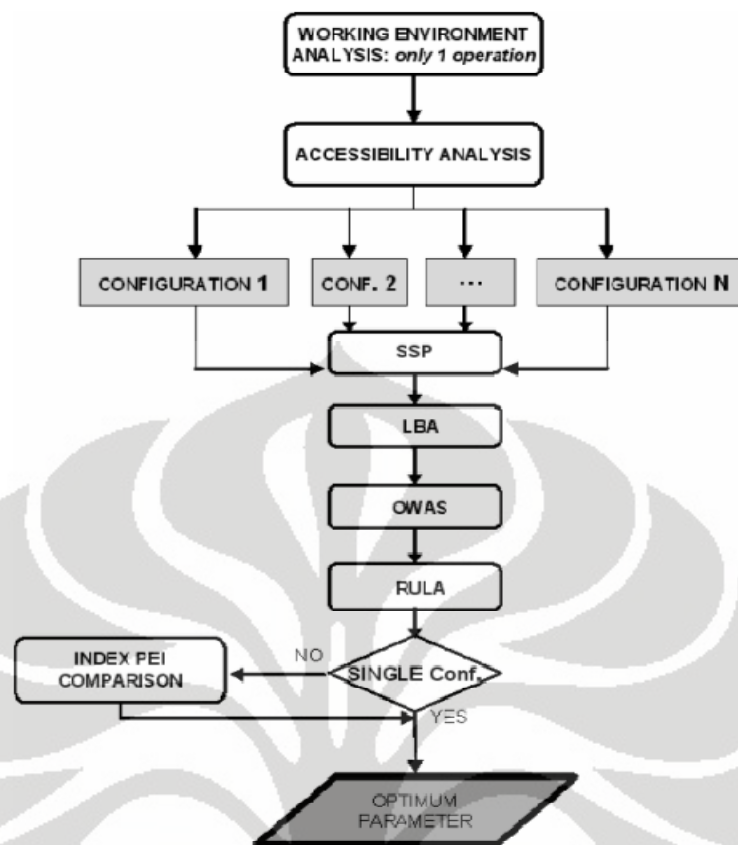 WORKING ENVIRONMENT
ANALYSIS: only 1 operation
ACCESSIBILITY ANALYSIS
CONFIGURATION 1
CONF. 2
...
CONFIGURATION N
SSP
LBA
OWAS
RULA
INDEX PEI
COMPARISON
NO
SINGLE Conf.
YES
OPTIMUM
PARAMETER